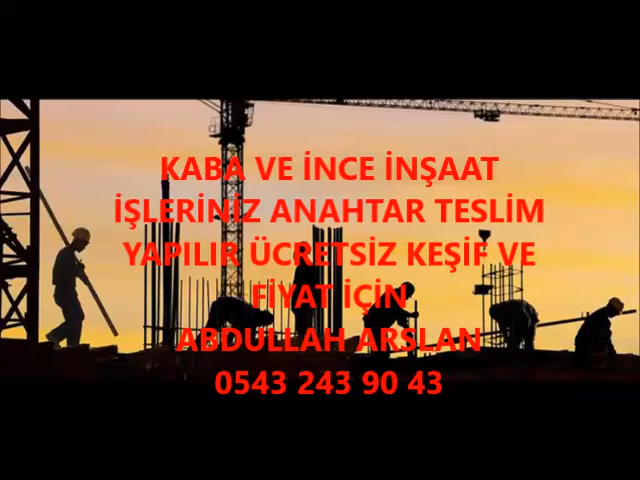 KABA VE İNCE İNŞAAT
İŞLERİNİZ ANAHTAR TESLİM
YAPILIR ÜCRETSİZ KEŞİF VE
FİYAT İÇİN
ABDULLAH ARSLAN
0543 243 90 43